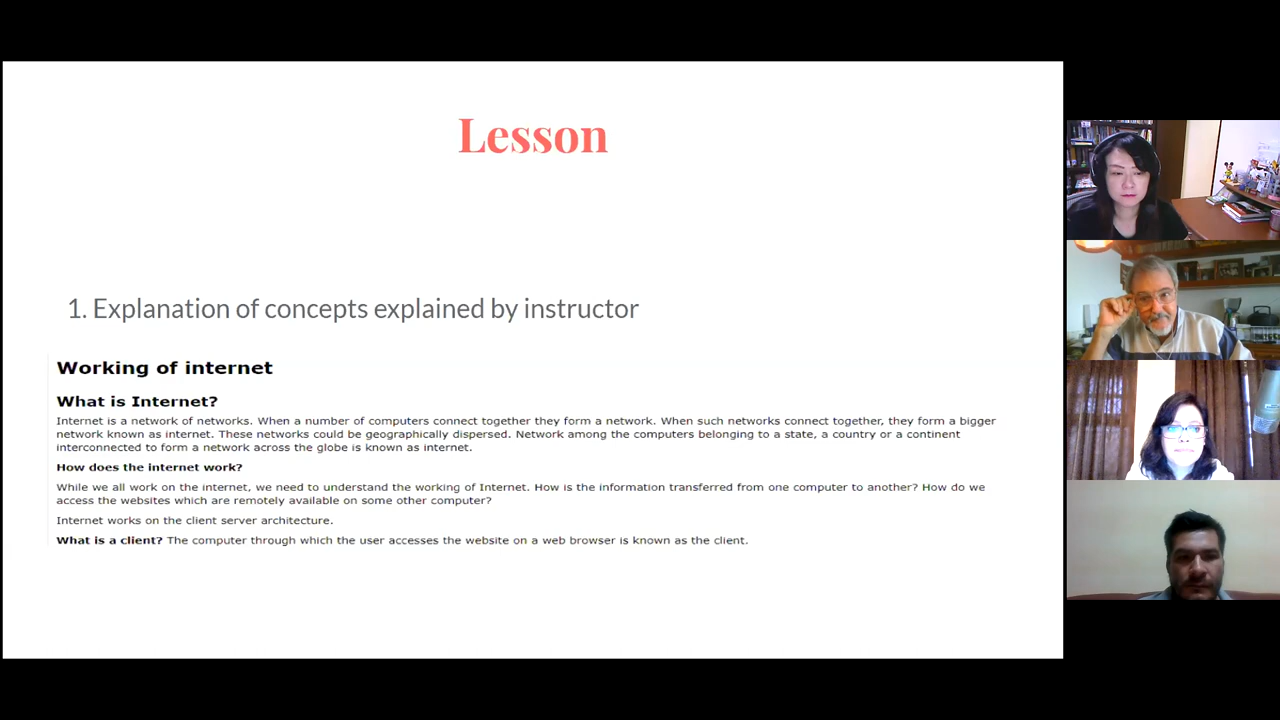 Lesson
1. Explanation of concepts explained by instructor
Working of internet
What is Internet?
Internet is a network of networks. When a number of computers connect together they form a network. When such networks connect together, they form a bigger
network known as internet. These networks could be geographically dispersed. Network among the computers belonging to a state, a country or a continent
interconnected to form a network across the globe is known as internet.
How does the internet work?
While we all work on the internet, we need to understand the working of Internet. How is the information transferred from one computer to another? How do we
access the websites which are remotely available on some other computer?
Internet works on the client server architecture.
What is a client? The computer through which the user accesses the website on a web browser is known as the client.